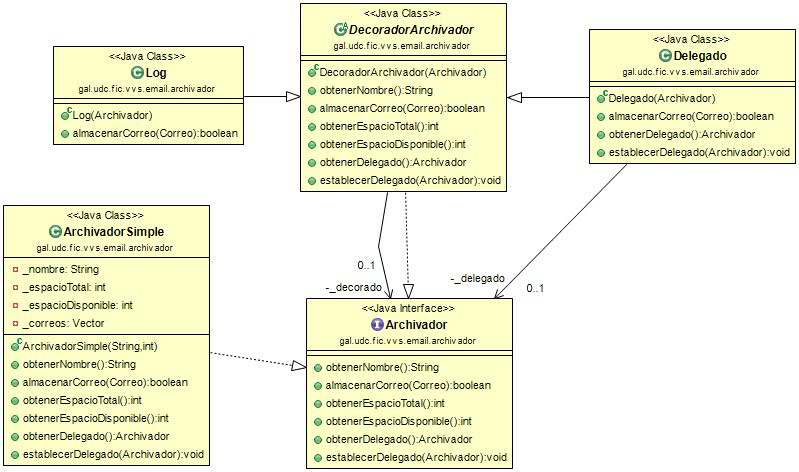 <<Java Class>>
Log
gal.udc.fic.vvs.email.archivador
Log(Archivador)
almacenarCorreo(Correo):boolean
<<Java Class>>
DecoradorArchivador
gal.udc.fic.vvs.email.archivador
DecoradorArchivador(Archivador)
obtenerNombre():String
almacenarCorreo(Correo):boolean
obtenerEspacioTotal():int
obtenerEspacioDisponible():int
obtenerDelegado():Archivador
establecerDelegado(Archivador):void
<<Java Class>>
Delegado
gal.udc.fic.vvs.email.archivador
Delegado(Archivador)
almacenarCorreo(Correo):boolean
obtenerDelegado():Archivador
establecerDelegado(Archivador):void
<<Java Class>>
ArchivadorSimple
gal.udc.fic.vvs.email.archivador
_nombre: String
_espacioTotal: int
_espacioDisponible: int
_correos: Vector
ArchivadorSimple(String,int)
obtenerNombre():String
almacenarCorreo(Correo):boolean
obtenerEspacioTotal():int
obtenerEspacioDisponible():int
obtenerDelegado():Archivador
establecerDelegado(Archivador):void
0..1
-_decorado
-_delegado
0..1
<<Java Interface>>
Archivador
gal.udc.fic.vvs.email.archivador
obtenerNombre():String
almacenarCorreo(Correo):boolean
obtenerEspacioTotal():int
obtenerEspacioDisponible():int
obtenerDelegado():Archivador
establecerDelegado(Archivador):void